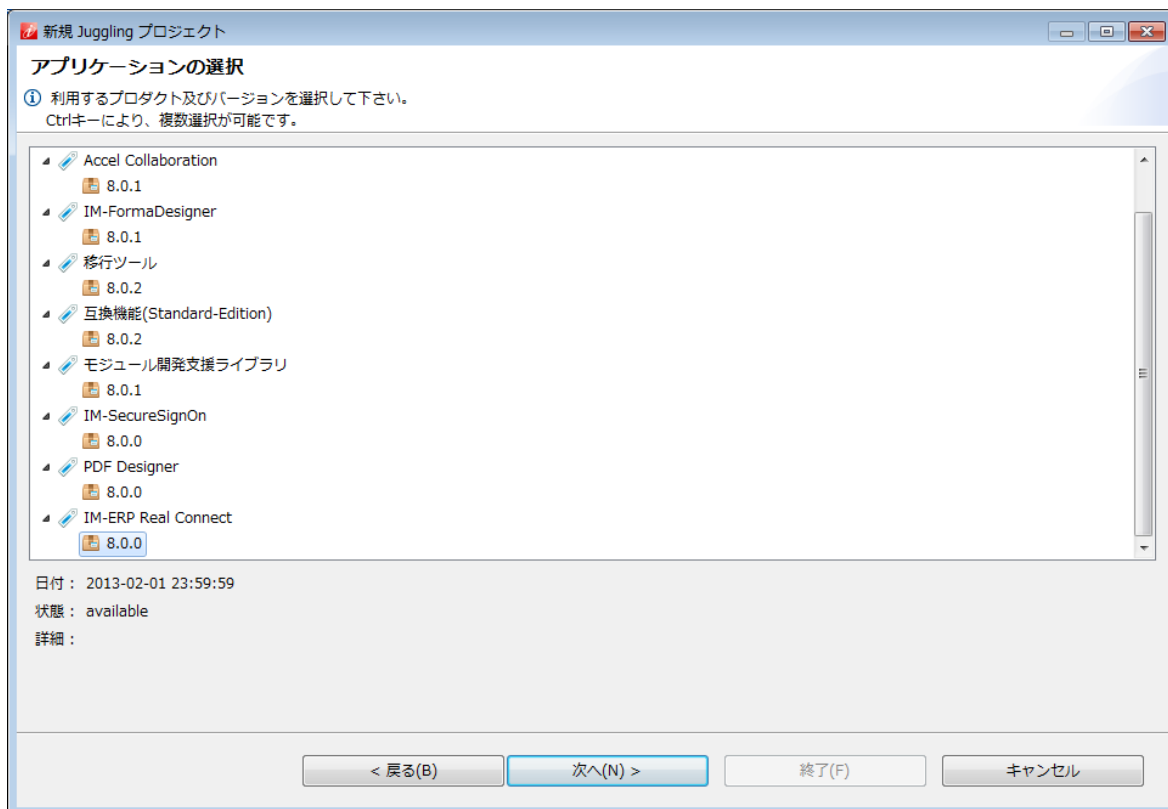 新規 Juggling プロジェクト
アプリケーションの選択
利用するプロダクト及びバージョンを選択して下さい。
Ctrlキーにより、複数選択が可能です。
Accel Collaboration
8.0.1
IM-FormaDesigner
8.0.1
移行ツール
8.0.2
互換機能(Standard-Edition)
8.0.2
モジュール開発支援ライブラリ
8.0.1
IM-SecureSignOn
8.0.0
PDF Designer
8.0.0
IM-ERP Real Connect
8.0.0
日付： 2013-02-01 23:59:59
状態： available
詳細：
< 戻る(B) 次へ(N) > 終了(F) キャンセル